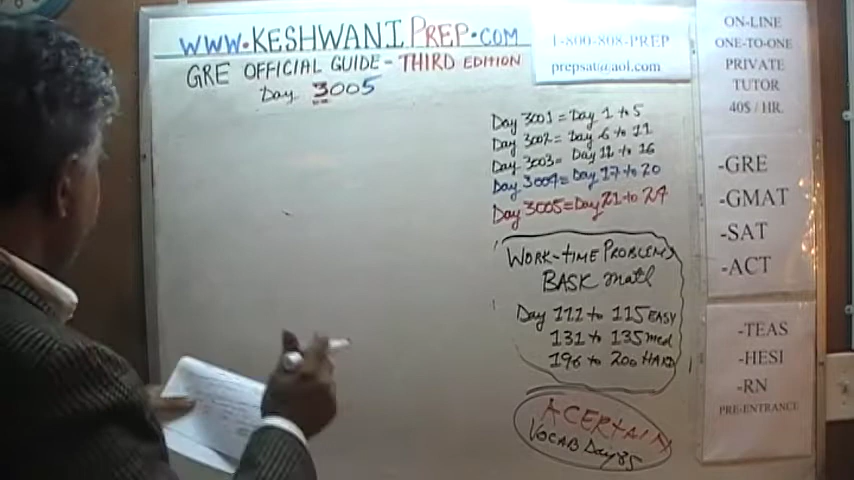 WWW.KESHWANIPREP.COM
GRE OFFICIAL GUIDE - THIRD EDITION
Day 3005
1-800-808-PREP
prepsat@aol.com
Day 3001 = Day 1 to 5
Day 3002 = Day 6 to 11
Day 3003 = Day 12 to 16
Day 3004 = Day 17 to 20
Day 3005 = Day 21 to 24
WORK-TIME PROBLEMS
BASK math
Day 111 to 115 EASY
131 to 135 med
196 to 200 HARD
ACERTAIN
VOCAB Day 85
ON-LINE
ONE-TO-ONE
PRIVATE
TUTOR
40$ / HR.
-GRE
-GMAT
-SAT
-ACT
-TEAS
-HESI
-RN
PRE-ENTRANCE